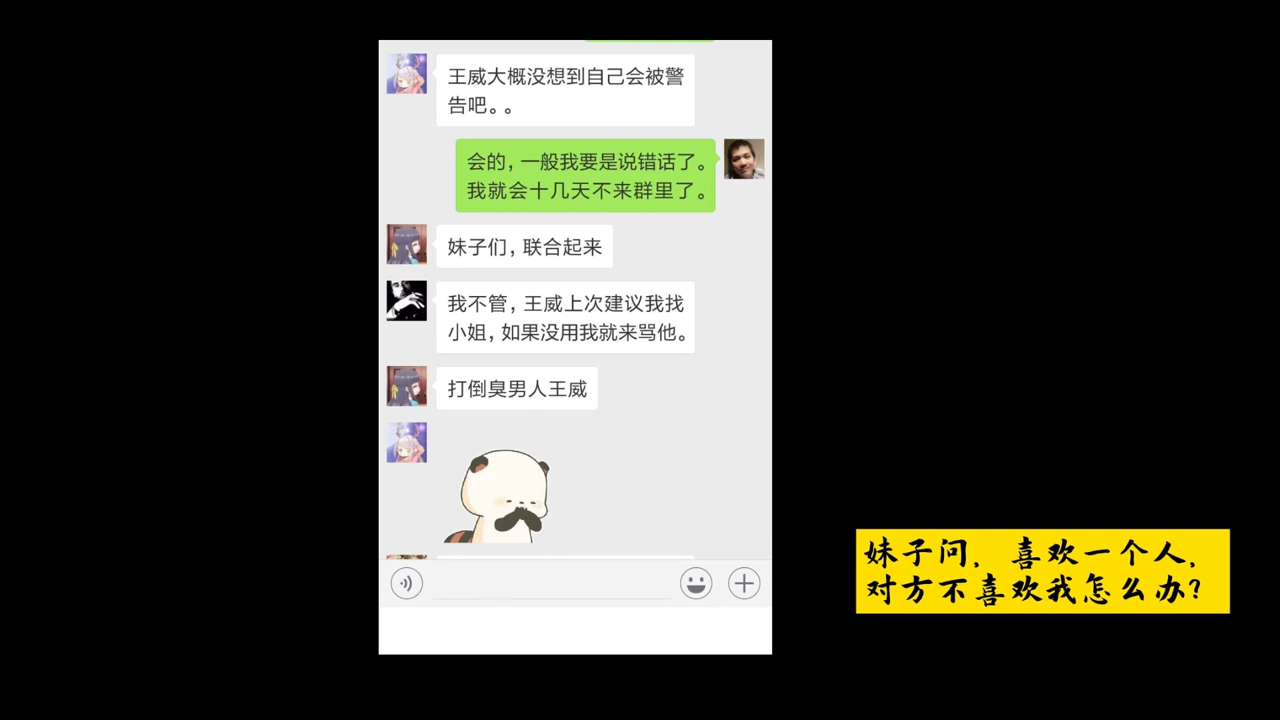 王威大概没想到自己会被警
告吧。。
会的，一般我要是说错话了。
我就会十几天不来群里了。
妹子们，联合起来
我不管，王威上次建议我找
小姐，如果没用我就来骂他。
打倒臭男人王威
妹子问，喜欢一个人，
对方不喜欢我怎么办？